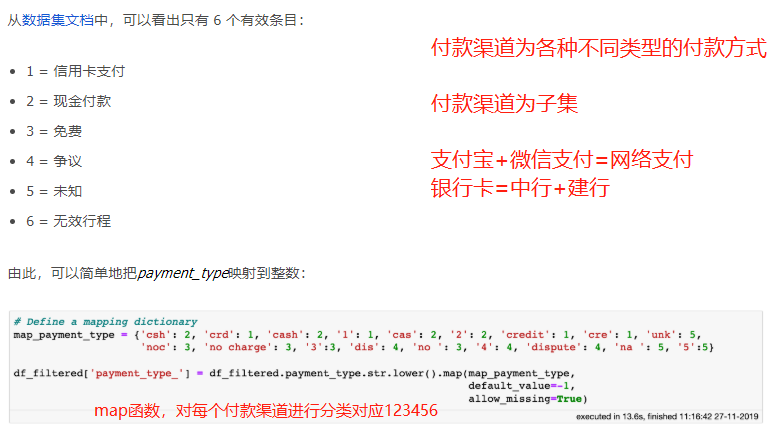 从数据集文档中，可以看出只有 6 个有效条目：
付款渠道为各种不同类型的付款方式
1 = 信用卡支付
2 = 现金付款
付款渠道为子集
3 = 免费
4 = 争议
支付宝+微信支付=网络支付
5 = 未知
银行卡=中行+建行
6 = 无效行程
由此，可以简单地把payment_type映射到整数：
# Define a mapping dictionary
map_payment_type = {'csh': 2, 'crd': 1, 'cash': 2, '1': 1, 'cas': 2, '2': 2, 'credit': 1, 'cre': 1, 'unk': 5,
'noc': 3, 'no charge': 3, '3':3, 'dis': 4, 'no ': 3, '4': 4, 'dispute': 4, 'na ': 5, '5':5}
df_filtered['payment_type_'] = df_filtered.payment_type.str.lower().map(map_payment_type,
default_value=-1,
allow_missing=True)
map函数，对每个付款渠道进行分类对应123456
executed in 13.6s, finished 11:16:42 27-11-2019